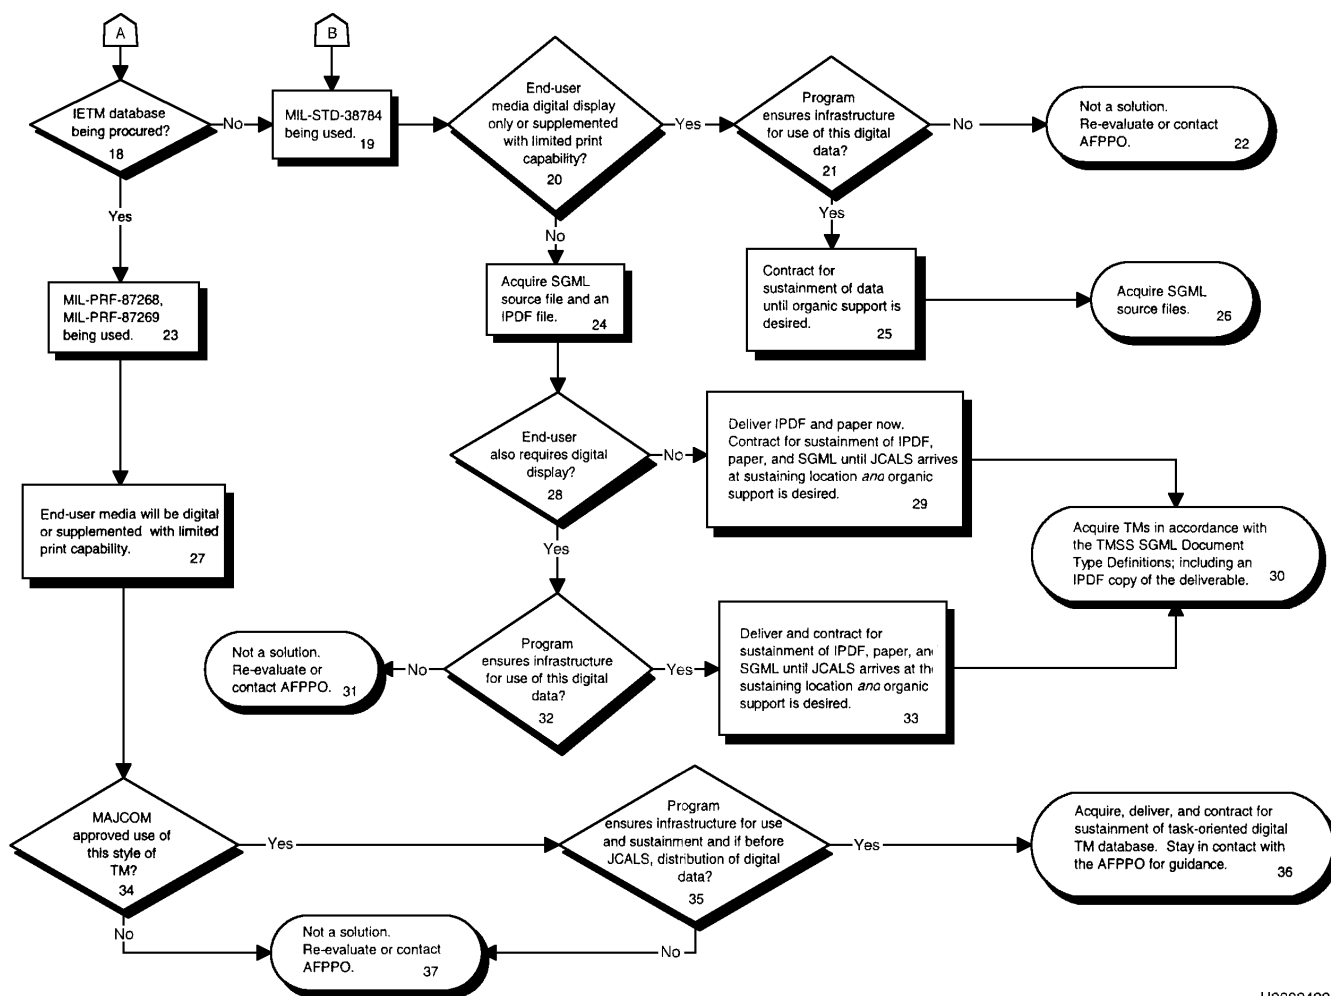 A
B
IETM database
being procured?
18
No
MIL-STD-38784
being used.
19
End-user
media digital display
only or supplemented
with limited print
capability?
20
Yes
Program
ensures infrastructure
for use of this digital
data?
21
No
Not a solution.
Re-evaluate or contact
AFPPO.
22
Yes
No
Yes
MIL-PRF-87268,
MIL-PRF-87269
being used.
23
Acquire SGML
source file and an
IPDF file.
24
Contract for
sustainment of data
until organic support is
desired.
25
Acquire SGML
source files.
26
End-user media will be digital
or supplemented with limited
print capability.
27
End-user
also requires digital
display?
28
No
Deliver IPDF and paper now.
Contract for sustainment of IPDF,
paper, and SGML until JCALS arrives
at sustaining location and organic
support is desired.
29
Acquire TMs in accordance with
the TMSS SGML Document
Type Definitions; including an
IPDF copy of the deliverable.
30
Yes
Not a solution.
Re-evaluate or
contact AFPPO.
31
No
Program
ensures infrastructure
for use of this digital
data?
32
Yes
Deliver and contract for
sustainment of IPDF, paper, and
SGML until JCALS arrives at the
sustaining location and organic
support is desired.
33
MAJCOM
approved use of
this style of
TM?
34
Yes
Program
ensures infrastructure for use
and sustainment and if before
JCALS, distribution of digital
data?
35
Yes
Acquire, deliver, and contract for
sustainment of task-oriented digital
TM database. Stay in contact with
the AFPPO for guidance.
36
No
Not a solution.
Re-evaluate or contact
AFPPO.
37
No